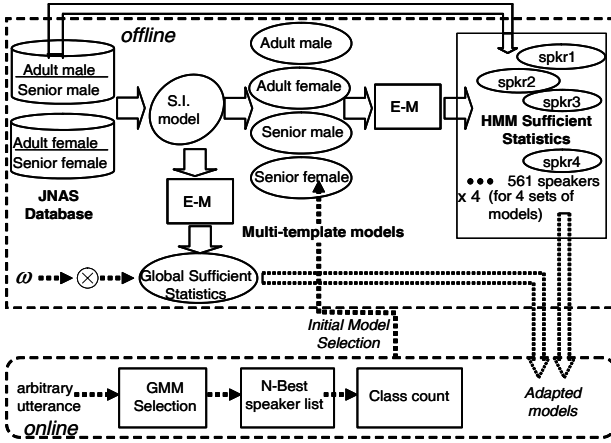 offline
Adult male
Senior male
Adult female
Senior female
JNAS
Database
S.I.
model
Adult male
Adult female
Senior male
Senior female
Multi-template models
E-M
E-M
spkr1
spkr2
spkr3
HMM Sufficient
Statistics
spkr4
••• 561 speakers
x 4 (for 4 sets of
models)
ω
Global Sufficient
Statistics
Initial Model
Selection
arbitrary
utterance
online
GMM
Selection
N-Best
speaker list
Class count
Adapted
models